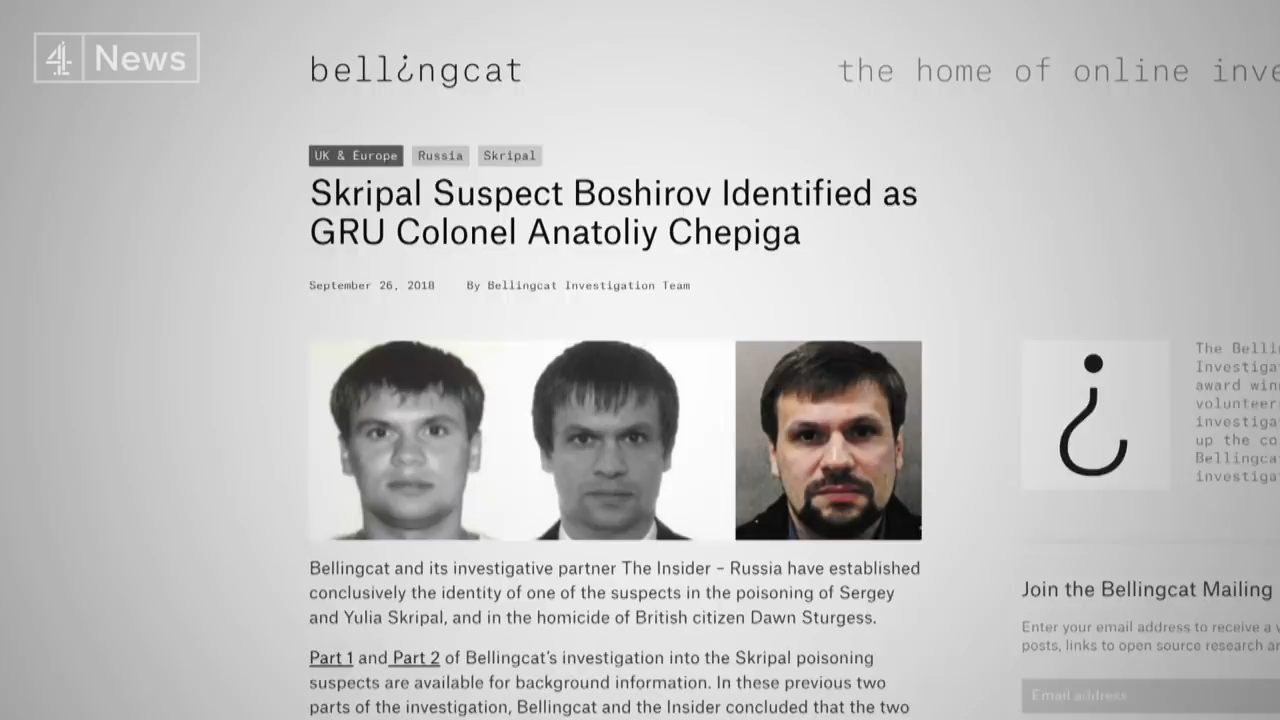 4 News
bell¿ngcat
the home of online inve
UK & Europe Russia Skripal
Skripal Suspect Boshirov Identified as
GRU Colonel Anatoliy Chepiga
September 26, 2018 By Bellingcat Investigation Team
Bellingcat and its investigative partner The Insider – Russia have established
conclusively the identity of one of the suspects in the poisoning of Sergey
and Yulia Skripal, and in the homicide of British citizen Dawn Sturgess.
Part 1 and Part 2 of Bellingcat's investigation into the Skripal poisoning
suspects are available for background information. In these previous two
parts of the investigation, Bellingcat and the Insider concluded that the two
¿
The Belli
Investiga
award win
volunteer
investiga
up the co
Bellingca
investiga
Join the Bellingcat Mailing
Enter your email address to receive a
posts, links to open source research a
Email address